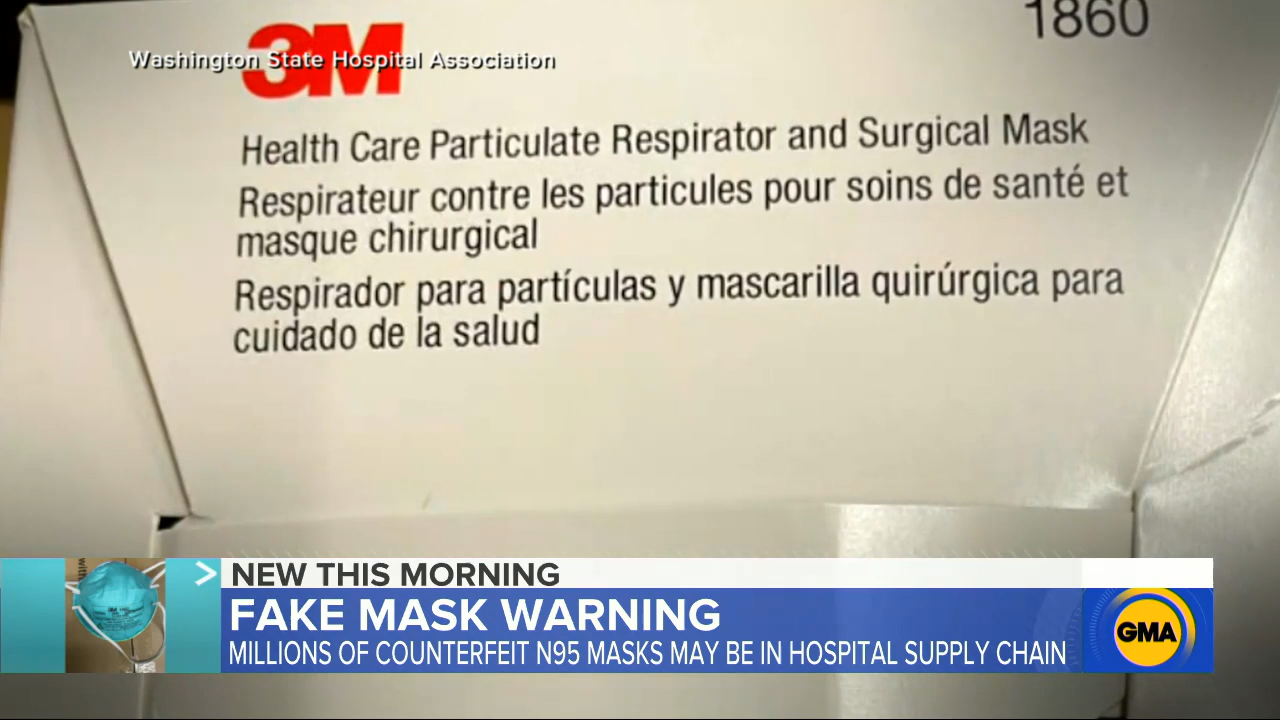 1860
3M
Washington State Hospital Association
Health Care Particulate Respirator and Surgical Mask
Respirateur contre les particules pour soins de santé et
masque chirurgical
Respirador para partículas y mascarilla quirúrgica para
cuidado de la salud
NEW THIS MORNING
FAKE MASK WARNING
MILLIONS OF COUNTERFEIT N95 MASKS MAY BE IN HOSPITAL SUPPLY CHAIN
GMA
3M